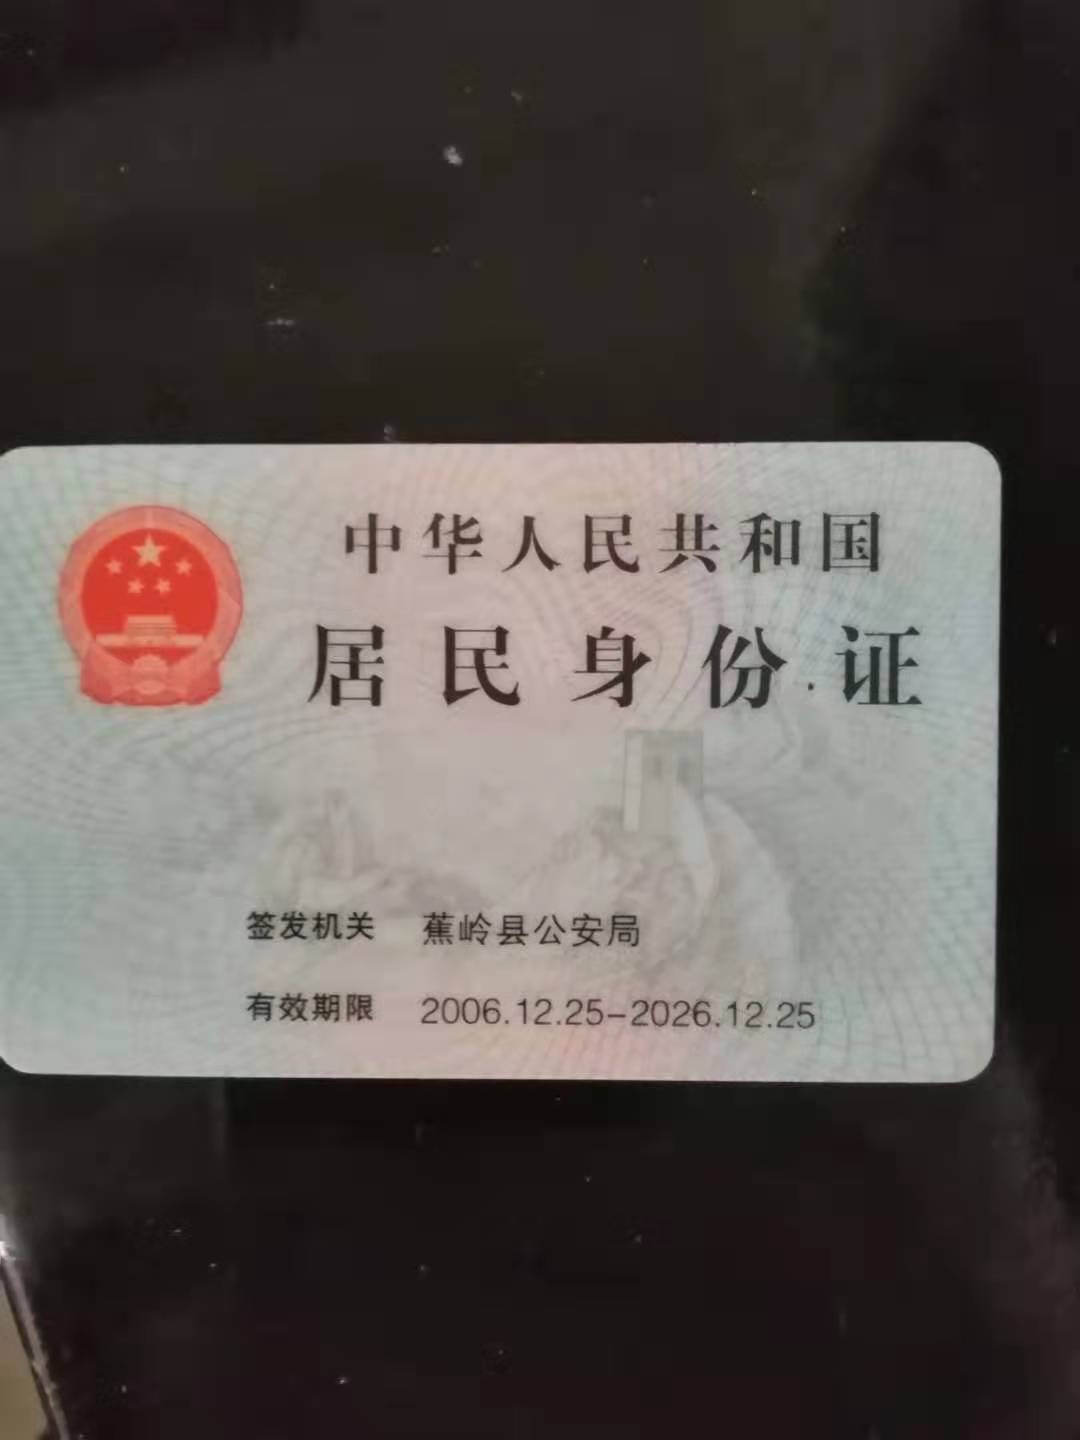 中华人民共和国
居民身份证
签发机关 蕉岭县公安局
有效期限 2006.12.25-2026.12.25